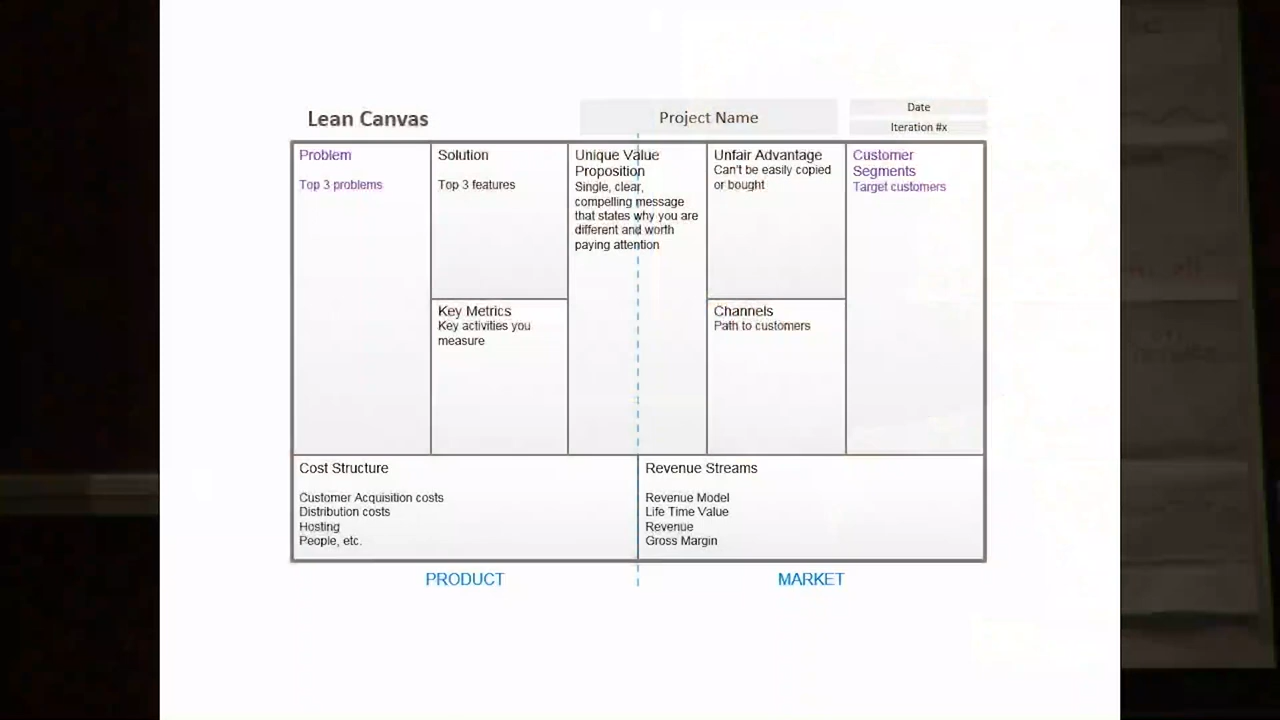 Lean Canvas
Project Name
Date
Iteration #x
Problem
Top 3 problems
Solution
Top 3 features
Key Metrics
Key activities you
measure
Unique Value
Proposition
Single, clear,
compelling message
that states why you are
different and worth
paying attention
Unfair Advantage
Can't be easily copied
or bought
Channels
Path to customers
Customer
Segments
Target customers
Cost Structure
Customer Acquisition costs
Distribution costs
Hosting
People, etc.
Revenue Streams
Revenue Model
Life Time Value
Revenue
Gross Margin
PRODUCT
MARKET